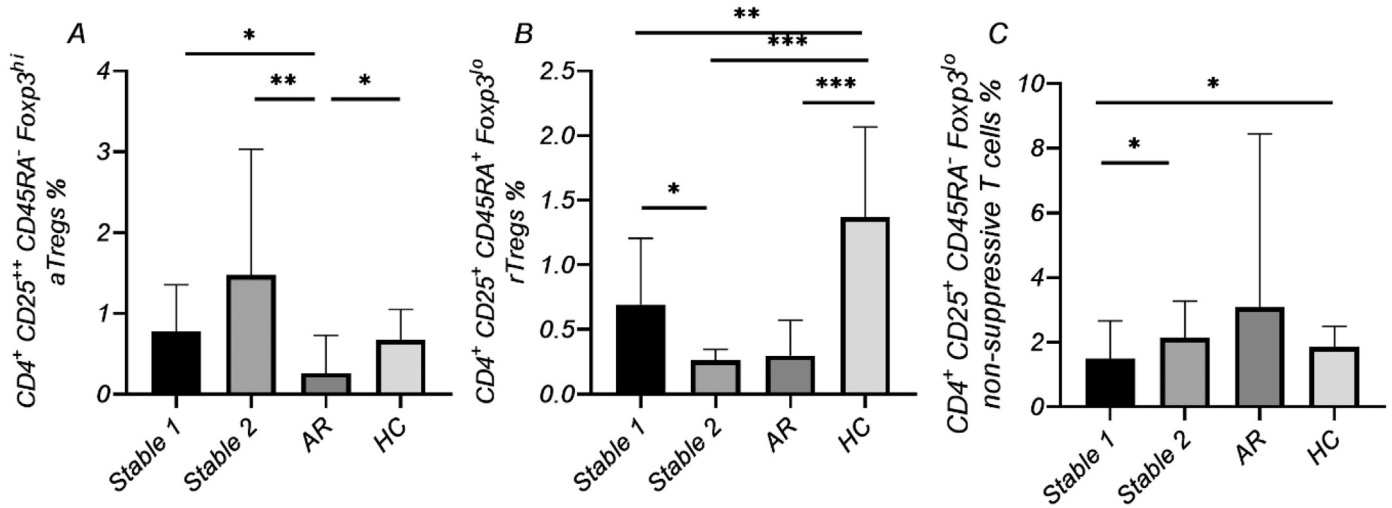 A
CD4+ CD25++ CD45RA- Foxp3hi
aTregs %
4
3
2
1
0
*
**
*
Stable 1
Stable 2
AR
HC
B
CD4+ CD25+ CD45RA+ Foxp3lo
rTregs %
2.5
2.0
1.5
1.0
0.5
0.0
**
***
***
*
Stable 1
Stable 2
AR
HC
C
CD4+ CD25+ CD45RA- Foxp3lo
non-suppressive T cells %
10
8
6
4
2
0
*
*
Stable 1
Stable 2
AR
HC